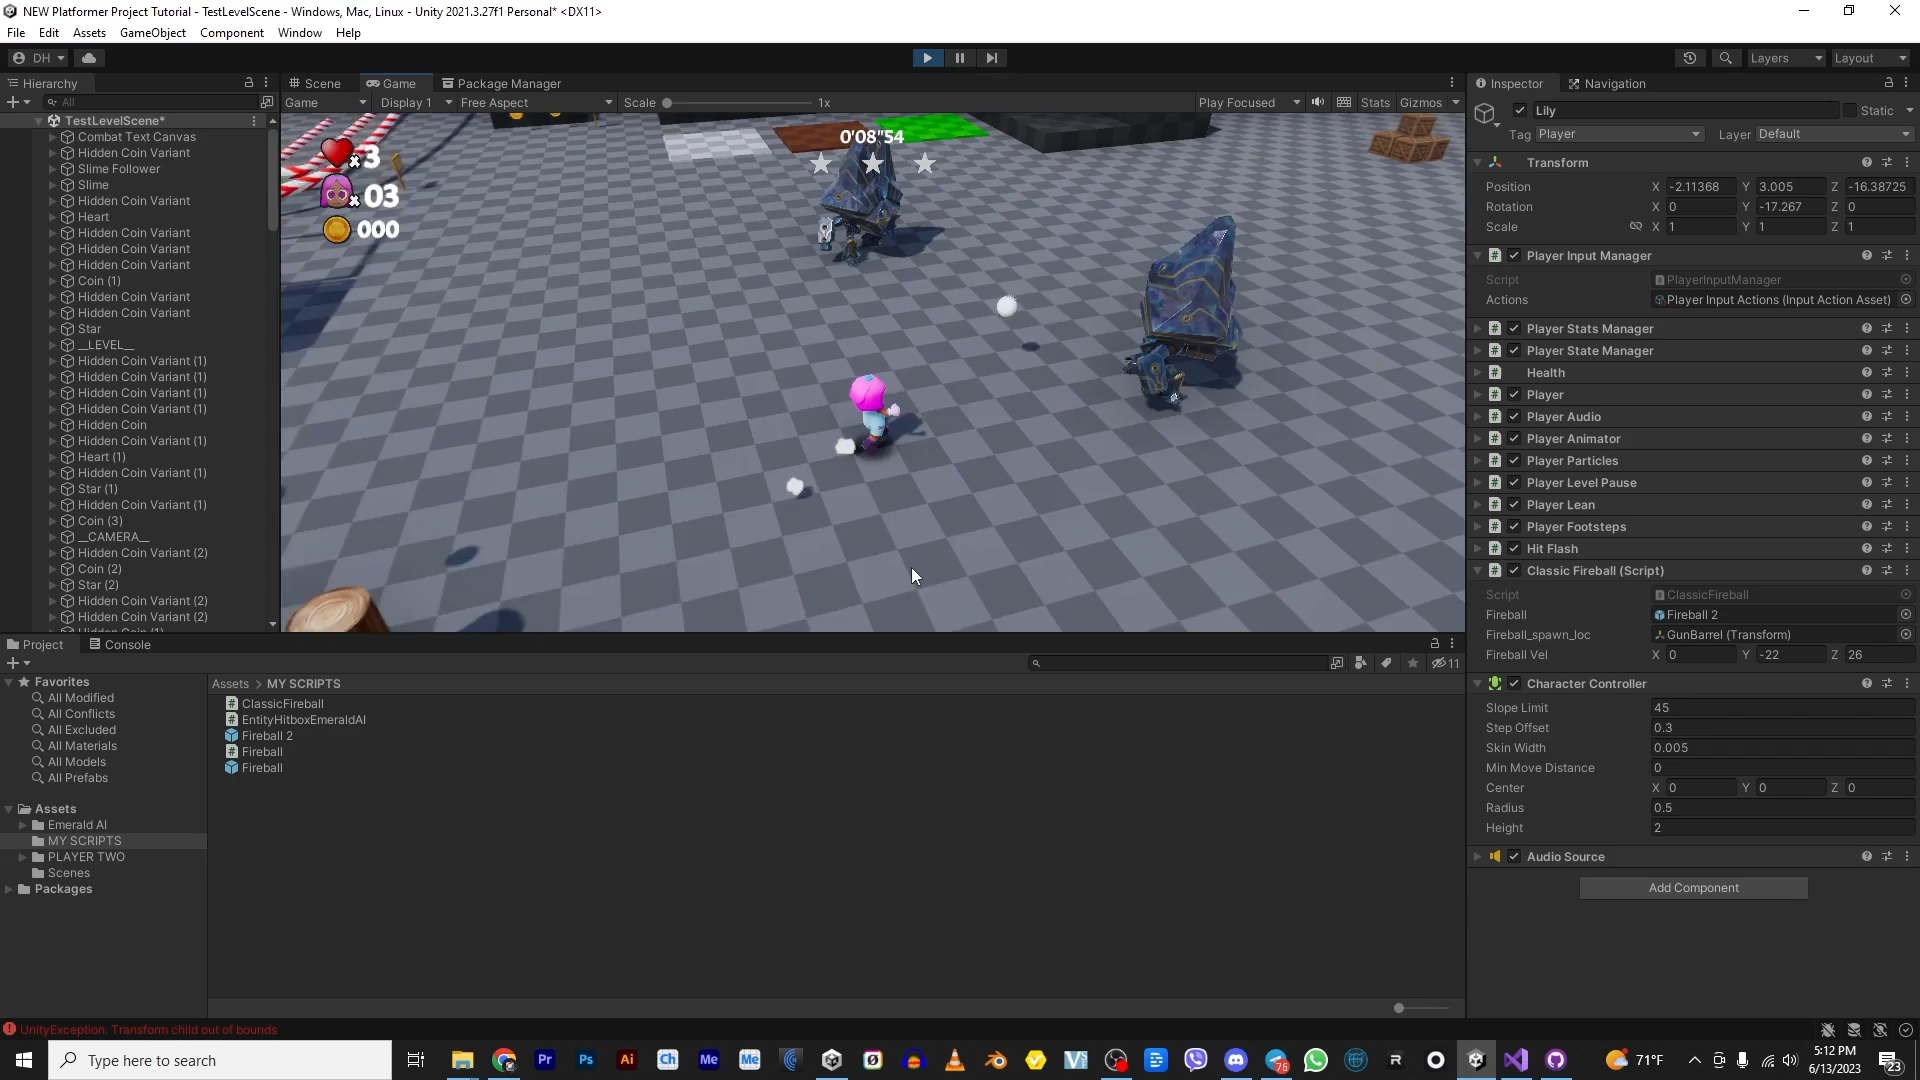 NEW Platformer Project Tutorial - TestLevelScene - Windows, Mac, Linux - Unity 2021.3.27f1 Personal* <DX11>
File Edit Assets GameObject Component Window Help
DH Layers Layout
Hierarchy
All
TestLevelScene*
Combat Text Canvas
Hidden Coin Variant
Slime Follower
Slime
Hidden Coin Variant
Heart
Hidden Coin Variant
Hidden Coin Variant
Hidden Coin Variant
Coin (1)
Hidden Coin Variant
Hidden Coin Variant
Star
__LEVEL__
Hidden Coin Variant (1)
Hidden Coin Variant (1)
Hidden Coin Variant (1)
Hidden Coin Variant (1)
Hidden Coin
Hidden Coin Variant (1)
Heart (1)
Hidden Coin Variant (1)
Star (1)
Hidden Coin Variant (1)
Coin (3)
__CAMERA__
Hidden Coin Variant (2)
Coin (2)
Star (2)
Hidden Coin Variant (2)
Hidden Coin Variant (2)
Scene Game Package Manager
Game Display 1 Free Aspect Scale 1x Play Focused Stats Gizmos
0'08"54
3
03
000
Inspector Navigation
Lily Static
Tag Player Layer Default
Transform
Position X -2.11368 Y 3.005 Z -16.38725
Rotation X 0 Y -17.267 Z 0
Scale X 1 Y 1 Z 1
Player Input Manager
Script PlayerInputManager
Actions Player Input Actions (Input Action Asset)
Player Stats Manager
Player State Manager
Health
Player
Player Audio
Player Animator
Player Particles
Player Level Pause
Player Lean
Player Footsteps
Hit Flash
Classic Fireball (Script)
Script ClassicFireball
Fireball Fireball 2
Fireball_spawn_loc GunBarrel (Transform)
Fireball Vel X 0 Y -22 Z 26
Character Controller
Slope Limit 45
Step Offset 0.3
Skin Width 0.005
Min Move Distance 0
Center X 0 Y 0 Z 0
Radius 0.5
Height 2
Audio Source
Add Component
Project Console
11
Favorites
All Modified
All Conflicts
All Excluded
All Materials
All Models
All Prefabs
Assets
Emerald AI
MY SCRIPTS
PLAYER TWO
Scenes
Packages
Assets > MY SCRIPTS
ClassicFireball
EntityHitboxEmeraldAI
Fireball 2
Fireball
Fireball
UnityException: Transform child out of bounds
Type here to search
Pr Ps Ai Ch Me Me
76
71°F
5:12 PM
6/13/2023
23